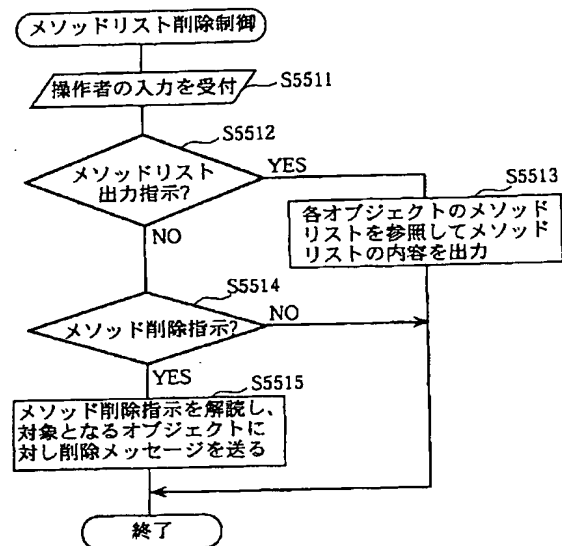 メソッドリスト削除制御
操作者の入力を受付
S5511
S5512
メソッドリスト
出力指示?
YES
NO
S5513
各オブジェクトのメソッド
リストを参照してメソッド
リストの内容を出力
S5514
メソッド削除指示?
NO
YES
S5515
メソッド削除指示を解読し、
対象となるオブジェクトに
対し削除メッセージを送る
終了